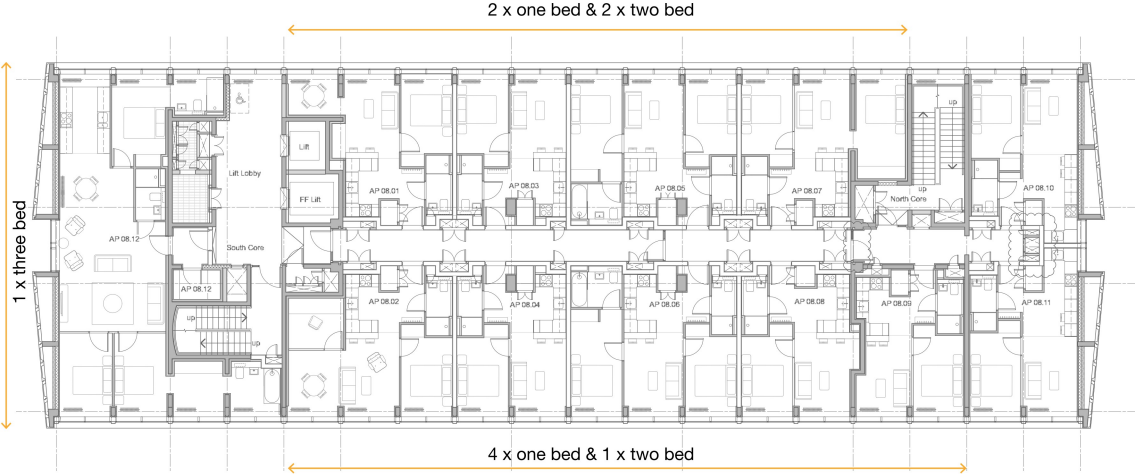 2 x one bed & 2 x two bed
1 x three bed
up
up
Lift
Lift Lobby
FF Lift
AP 08.01
AP 08.03
AP 08.05
AP 08.07
AP 08.10
up
North Core
AP 08.12
South Core
AP 08.12
AP 08.02
AP 08.04
AP 08.06
AP 08.08
AP 08.09
AP 08.11
up
up
4 x one bed & 1 x two bed